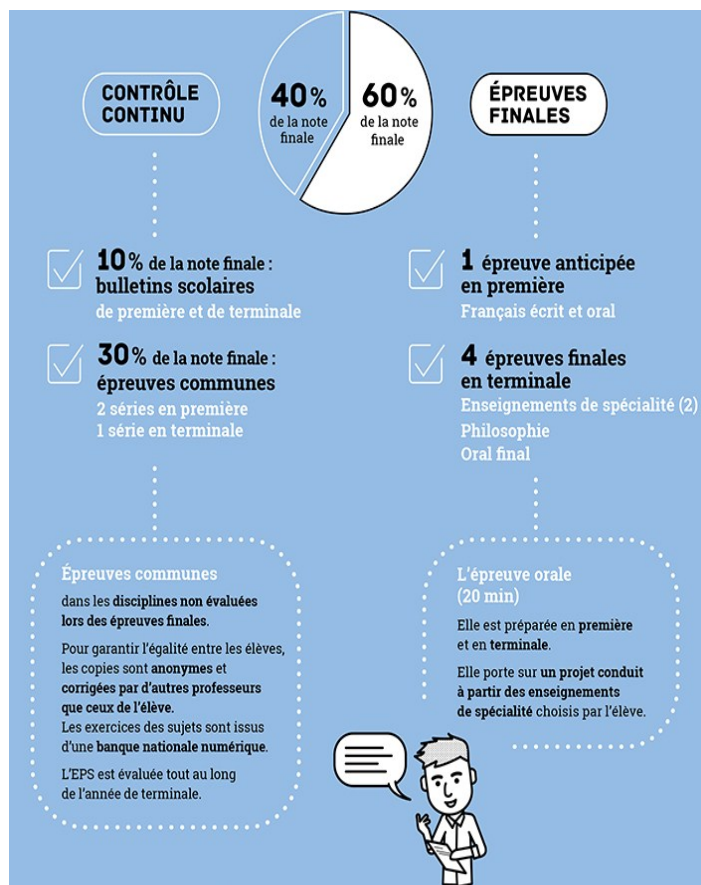 CONTRÔLE
CONTINU
40%
de la note
finale
60%
de la note
finale
ÉPREUVES
FINALES
10% de la note finale :
bulletins scolaires
de première et de terminale
30% de la note finale :
épreuves communes
2 séries en première
1 série en terminale
1 épreuve anticipée
en première
Français écrit et oral
4 épreuves finales
en terminale
Enseignements de spécialité (2)
Philosophie
Oral final
Épreuves communes
dans les disciplines non évaluées
lors des épreuves finales.
Pour garantir l'égalité entre les élèves,
les copies sont anonymes et
corrigées par d'autres professeurs
que ceux de l'élève.
Les exercices des sujets sont issus
d'une banque nationale numérique.
L'EPS est évaluée tout au long
de l'année de terminale.
L'épreuve orale
(20 min)
Elle est préparée en première
et en terminale.
Elle porte sur un projet conduit
à partir des enseignements
de spécialité choisis par l'élève.